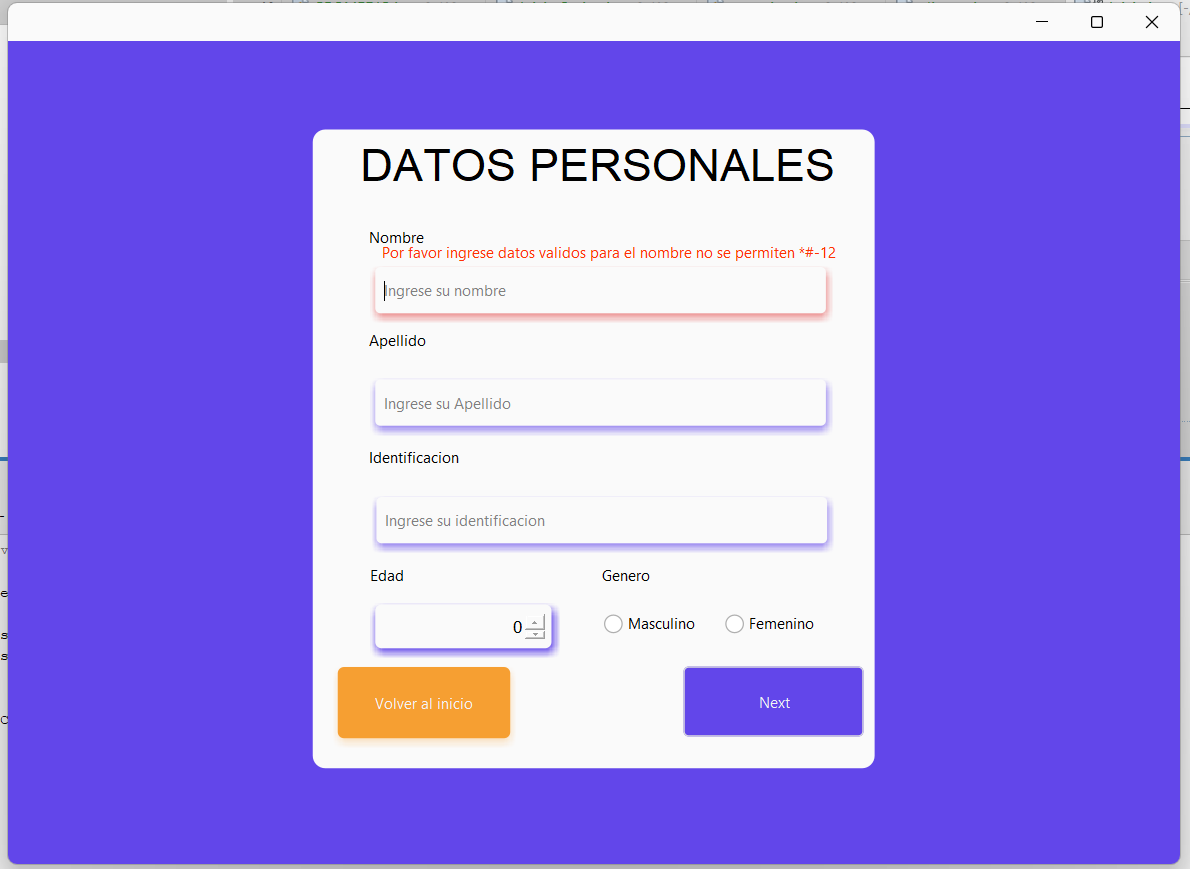 DATOS PERSONALES
Nombre
Por favor ingrese datos validos para el nombre no se permiten *#-12
Ingrese su nombre
Apellido
Ingrese su Apellido
Identificacion
Ingrese su identificacion
Edad Genero
0 Masculino Femenino
Volver al inicio Next